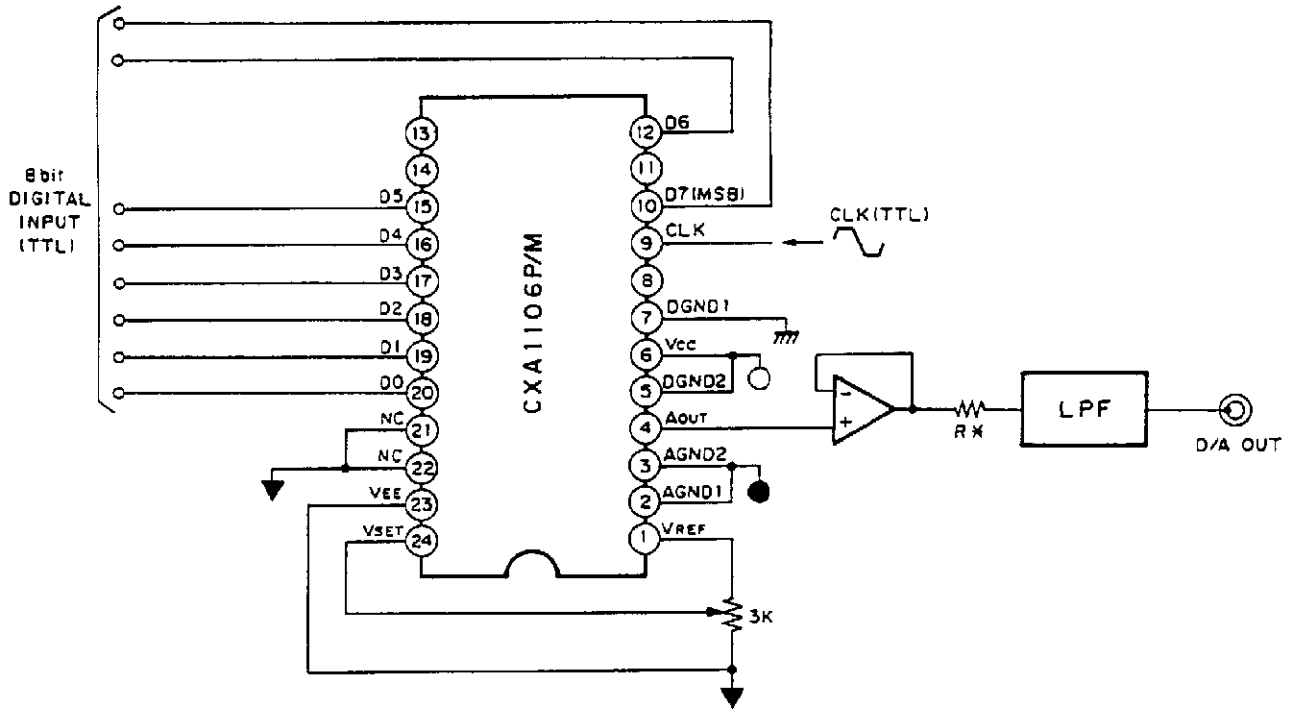 8bit
DIGITAL
INPUT
(TTL)
D5
D4
D3
D2
D1
D0
NC
NC
VEE
VSET
13
14
15
16
17
18
19
20
21
22
23
24
CXA1106P/M
12
11
10
9
8
7
6
5
4
3
2
1
D6
D7(MSB)
CLK
DGND1
Vcc
DGND2
AOUT
AGND2
AGND1
VREF
CLK(TTL)
3K
-
+
R*
LPF
D/A OUT